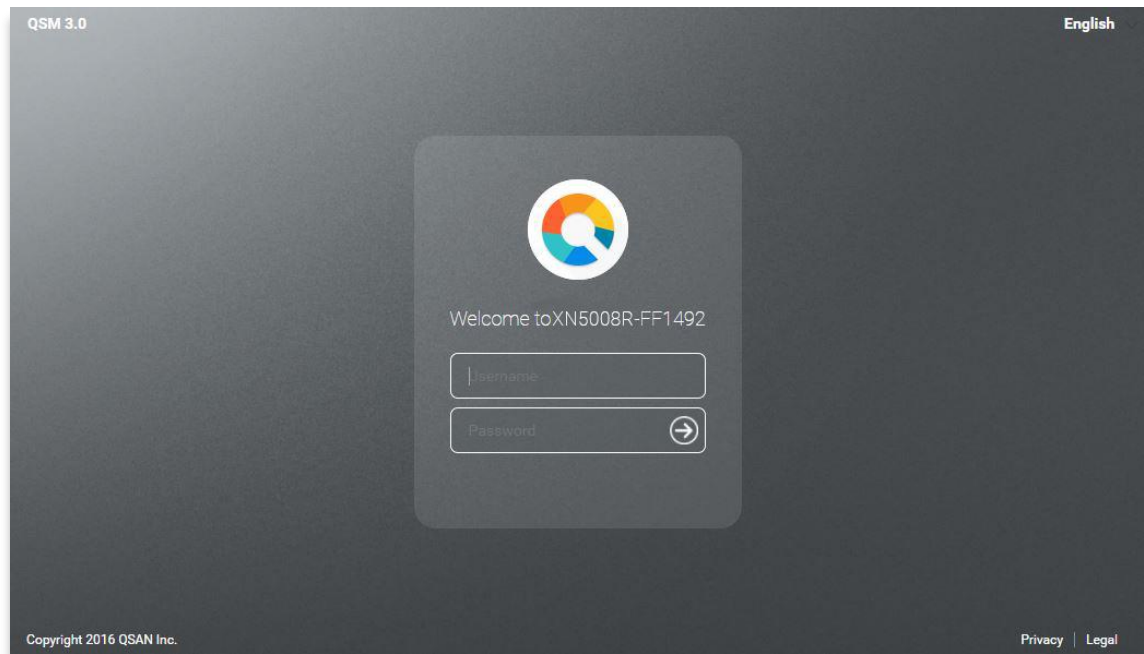 QSM 3.0
English
Welcome toXN5008R-FF1492
Username
Password
Copyright 2016 QSAN Inc.
Privacy | Legal